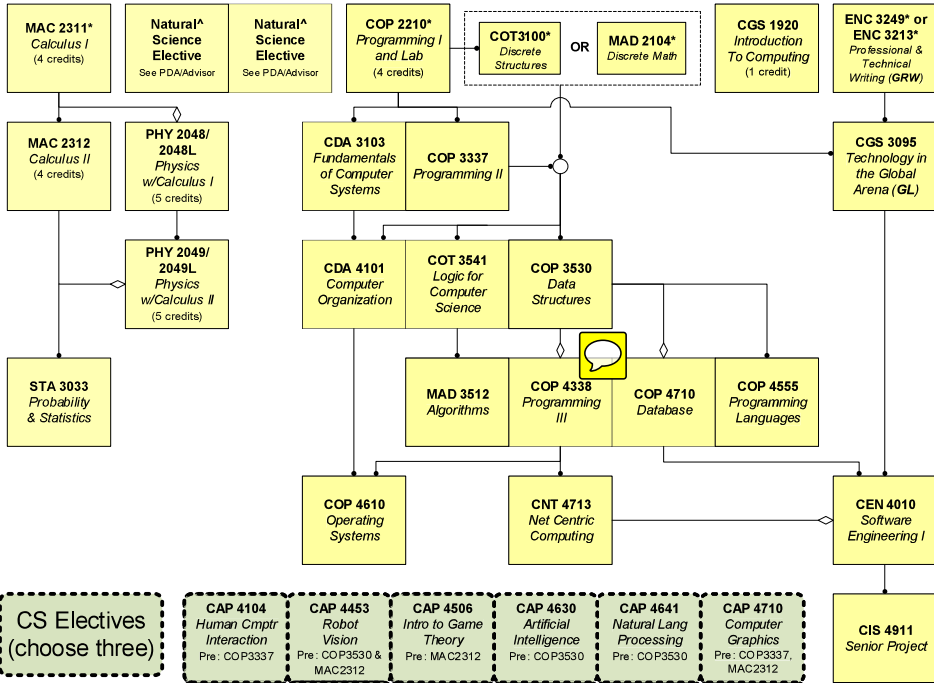 MAC 2311*
Calculus I
(4 credits)
Natural^
Science
Elective
See PDA/Advisor
Natural^
Science
Elective
See PDA/Advisor
COP 2210*
Programming I
and Lab
(4 credits)
COT3100*
Discrete
Structures
OR
MAD 2104*
Discrete Math
CGS 1920
Introduction
To Computing
(1 credit)
ENC 3249* or
ENC 3213*
Professional &
Technical
Writing (GRW)
MAC 2312
Calculus II
(4 credits)
PHY 2048/
2048L
Physics
w/Calculus I
(5 credits)
CDA 3103
Fundamentals
of Computer
Systems
COP 3337
Programming II
CGS 3095
Technology in
the Global
Arena (GL)
PHY 2049/
2049L
Physics
w/Calculus II
(5 credits)
CDA 4101
Computer
Organization
COT 3541
Logic for
Computer
Science
COP 3530
Data
Structures
STA 3033
Probability
& Statistics
MAD 3512
Algorithms
COP 4338
Programming
III
COP 4710
Database
COP 4555
Programming
Languages
COP 4610
Operating
Systems
CNT 4713
Net Centric
Computing
CEN 4010
Software
Engineering I
CS Electives
(choose three)
CAP 4104
Human Cmptr
Interaction
Pre: COP3337
CAP 4453
Robot
Vision
Pre: COP3530 &
MAC2312
CAP 4506
Intro to Game
Theory
Pre: MAC2312
CAP 4630
Artificial
Intelligence
Pre: COP3530
CAP 4641
Natural Lang
Processing
Pre: COP3530
CAP 4710
Computer
Graphics
Pre: COP3337,
MAC2312
CIS 4911
Senior Project